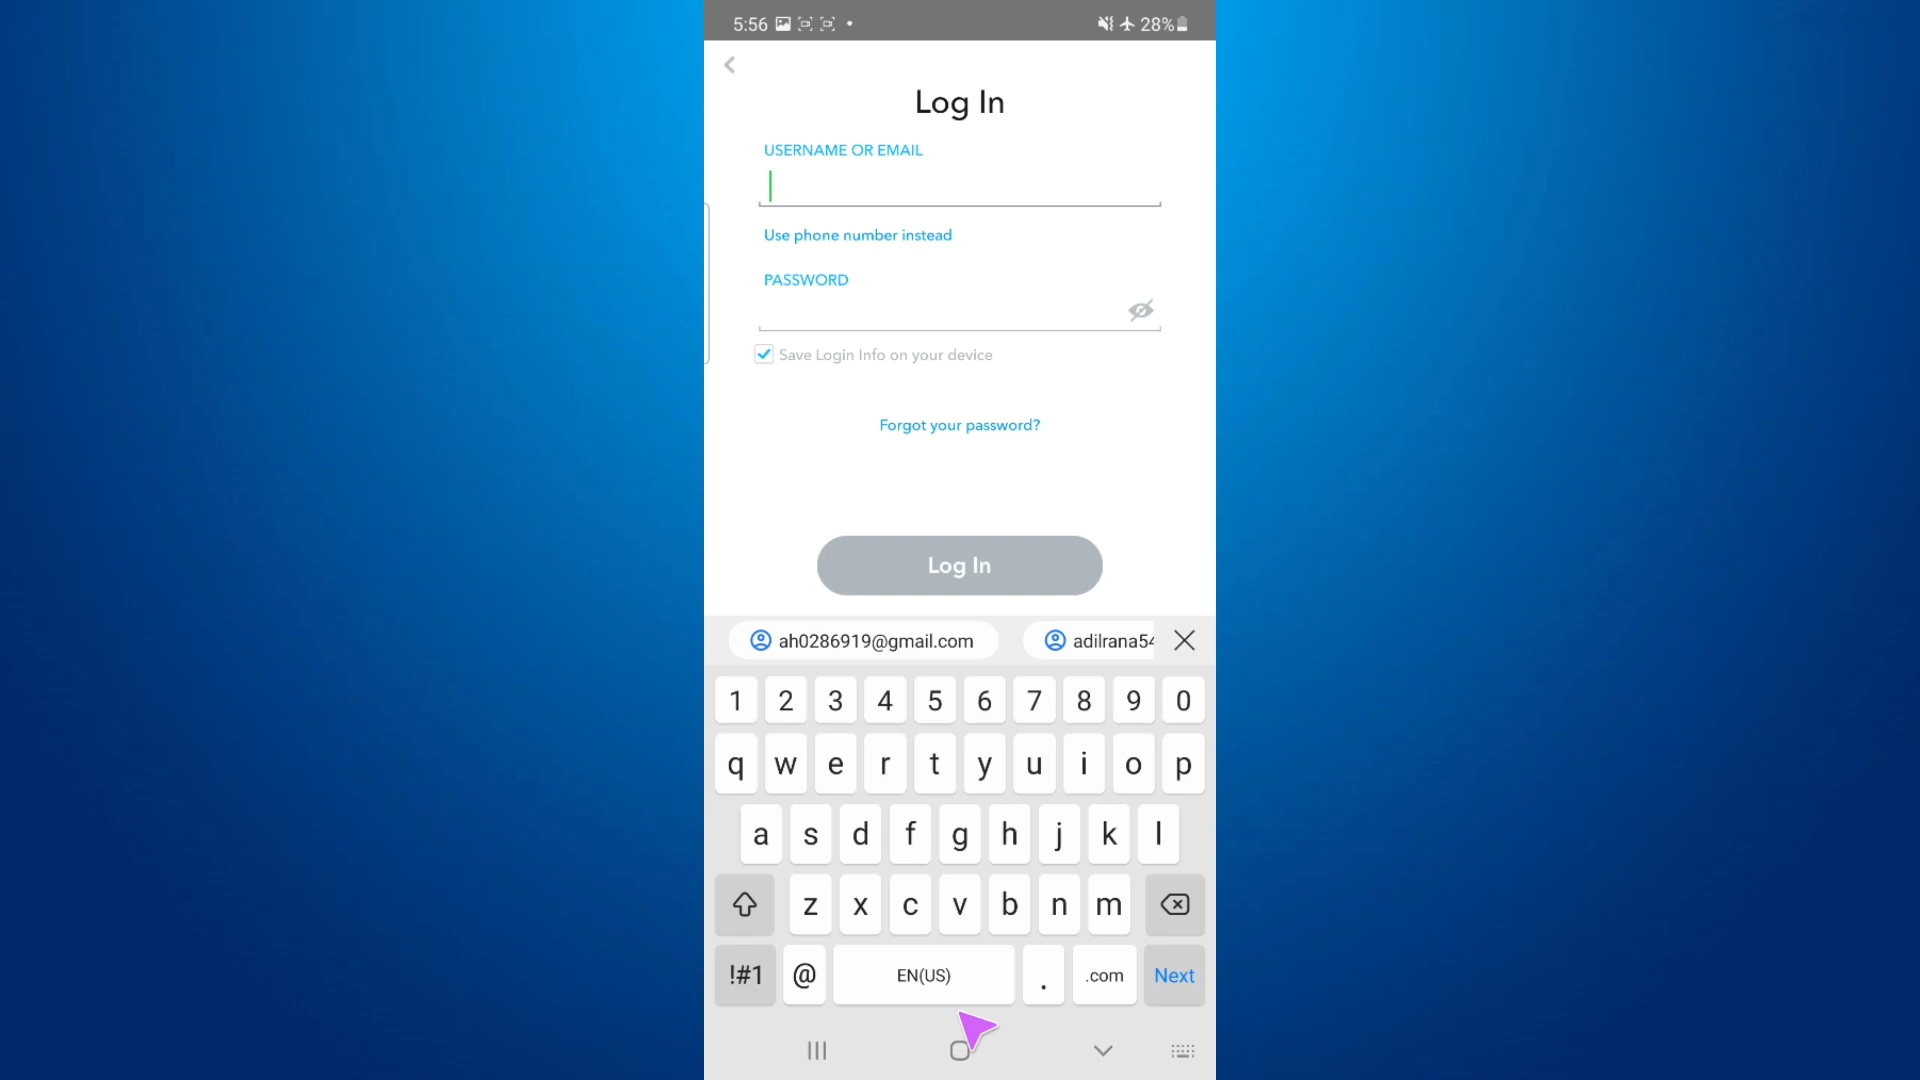 5:56 28%
Log In
USERNAME OR EMAIL
Use phone number instead
PASSWORD
Save Login Info on your device
Forgot your password?
Log In
ah0286919@gmail.com adilrana54
1 2 3 4 5 6 7 8 9 0
q w e r t y u i o p
a s d f g h j k l
z x c v b n m
!#1 @ EN(US) . .com Next